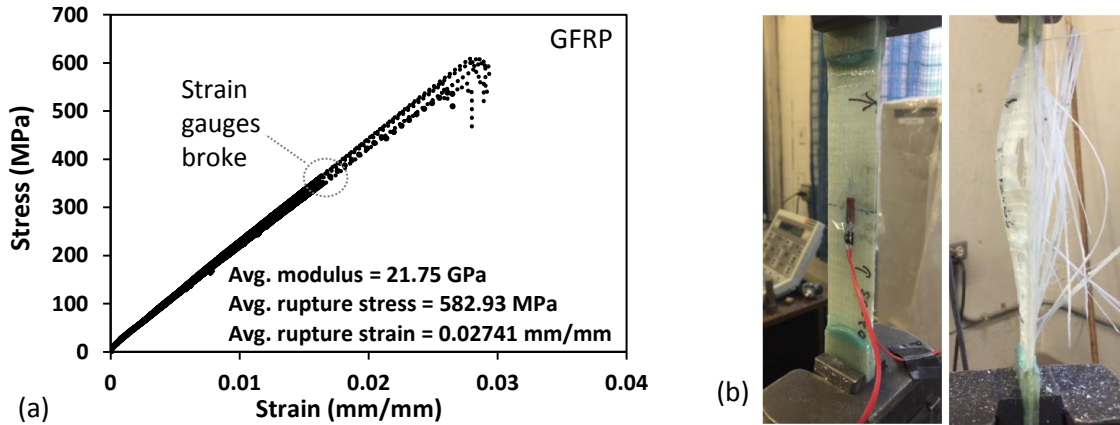 700
600
500
400
300
200
100
0
Stress (MPa)
GFRP
Strain
gauges
broke
Avg. modulus = 21.75 GPa
Avg. rupture stress = 582.93 MPa
Avg. rupture strain = 0.02741 mm/mm
0 0.01 0.02 0.03 0.04
Strain (mm/mm)
(a)
(b)